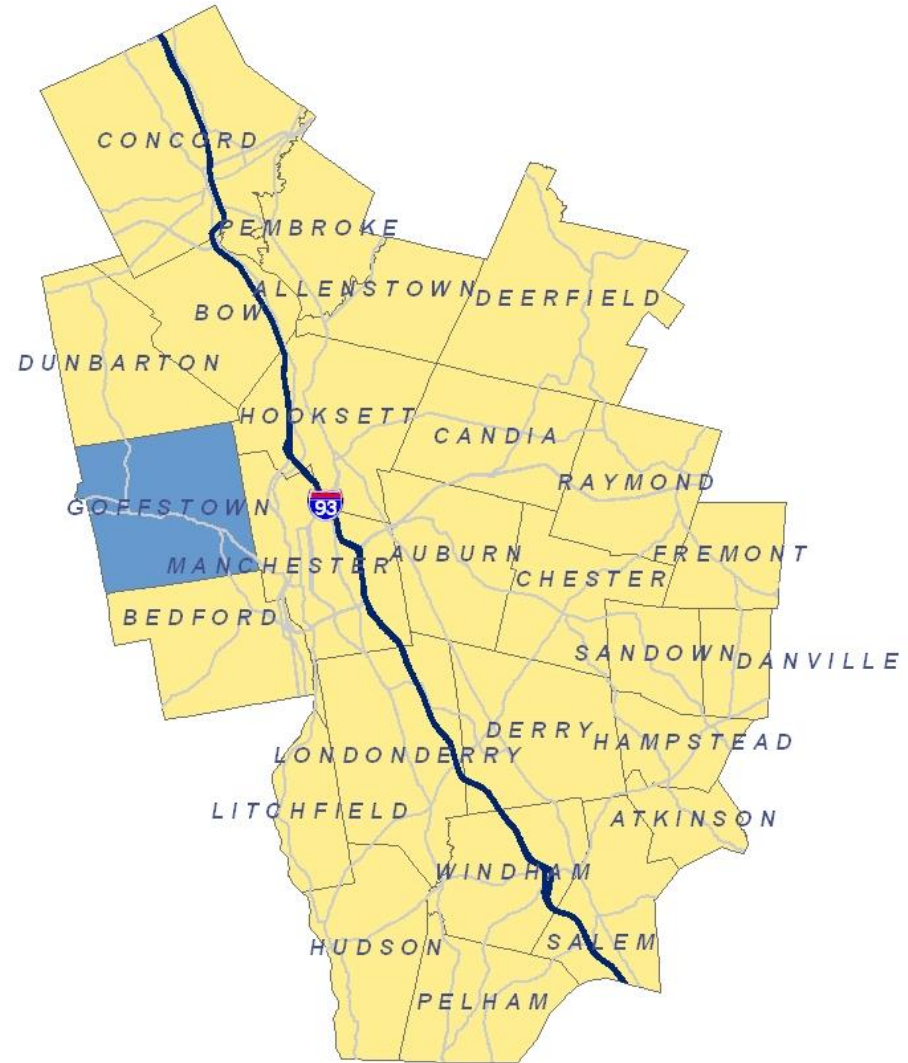 CONCORD
PEMBROKE
ALLENSTOWN
DEERFIELD
BOW
DUNBARTON
HOOKSETT
CANDIA
RAYMOND
GOFFSTOWN
93
MANCHESTER
AUBURN
FREMONT
CHESTER
BEDFORD
SANDOWN
DANVILLE
DERRY
HAMPSTEAD
LONDONDERRY
LITCHFIELD
ATKINSON
WINDHAM
HUDSON
SALEM
PELHAM